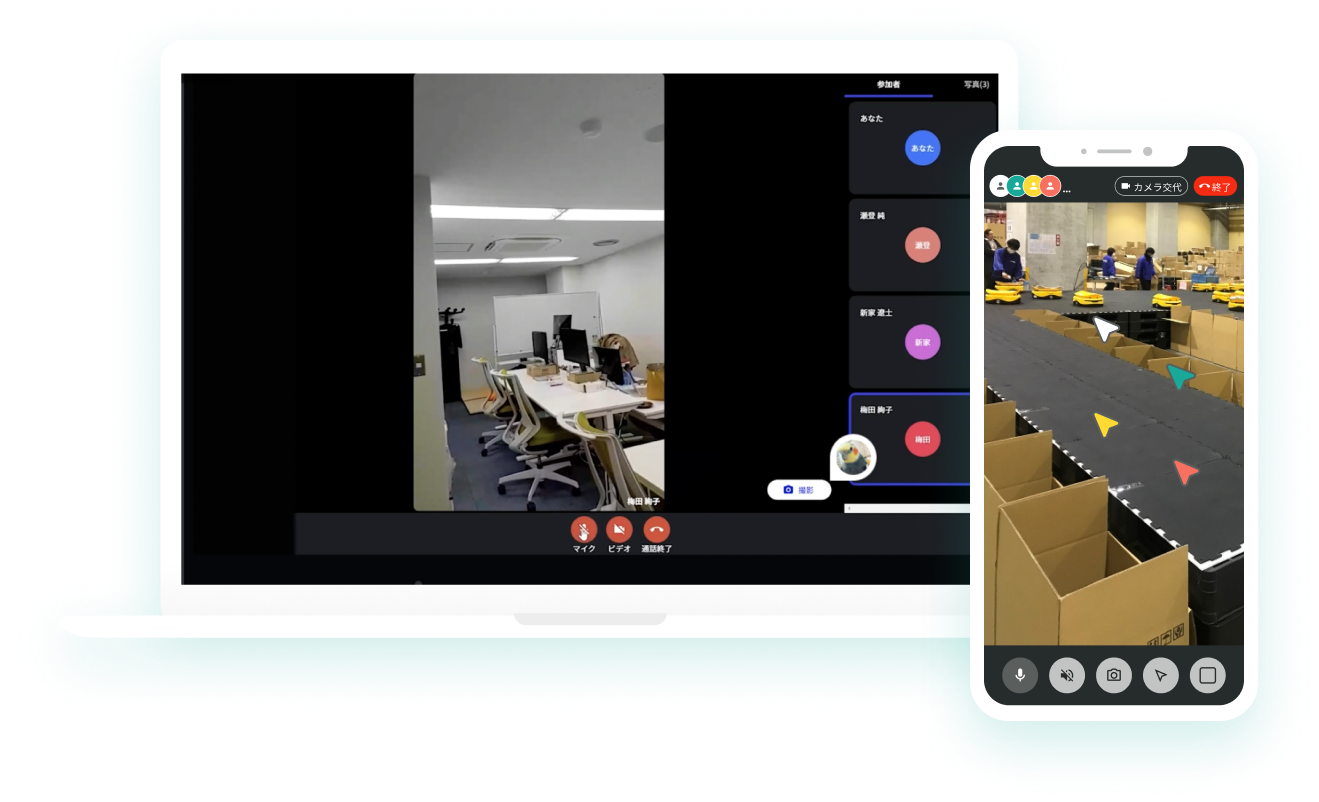 参加者
写真(3)
あなた
あなた
瀬登 純
瀬登
新家 遼士
新家
梅田 絢子
梅田
撮影
梅田 絢子
マイク
ビデオ
通話終了
...
カメラ交代
終了